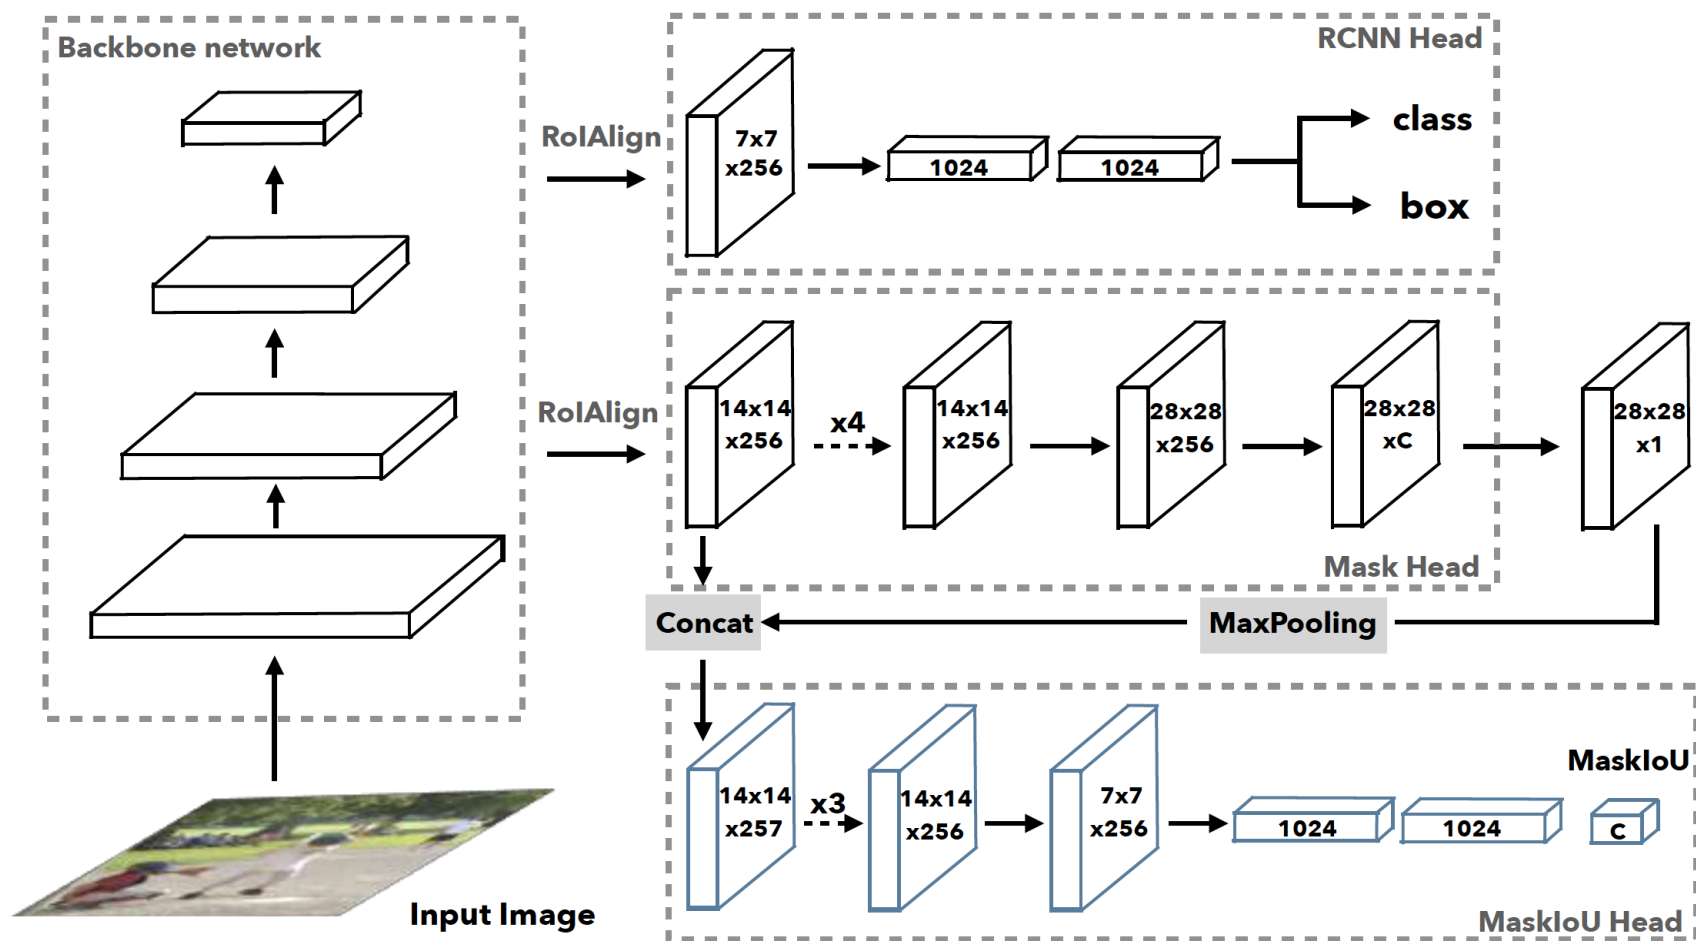 Backbone network
RoIAlign
RoIAlign
RCNN Head
7x7
x256
1024
1024
class
box
14x14
x256
x4
14x14
x256
28x28
x256
28x28
xC
28x28
x1
Mask Head
Concat
MaxPooling
14x14
x257
x3
14x14
x256
7x7
x256
1024
1024
MaskIoU
C
MaskIoU Head
Input Image